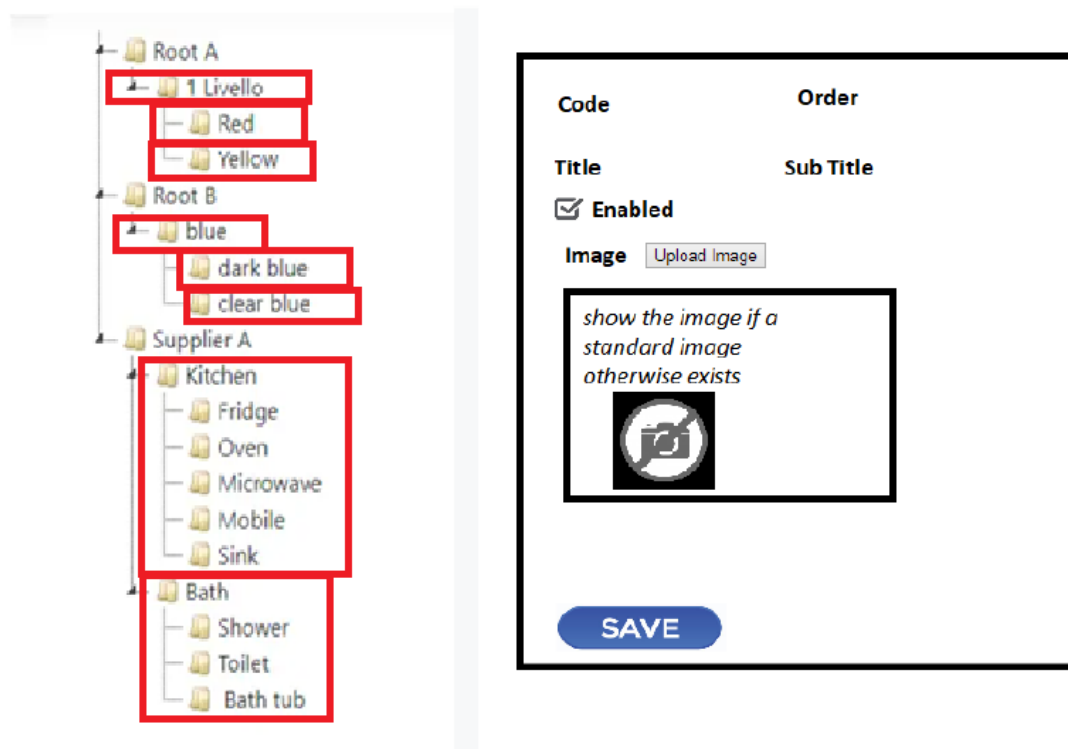 Root A
1 Livello
Red
Yellow
Root B
blue
dark blue
clear blue
Supplier A
Kitchen
Fridge
Oven
Microwave
Mobile
Sink
Bath
Shower
Toilet
Bath tub
Code Order
Title Sub Title
Enabled
Image Upload Image
show the image if a
standard image
otherwise exists
SAVE